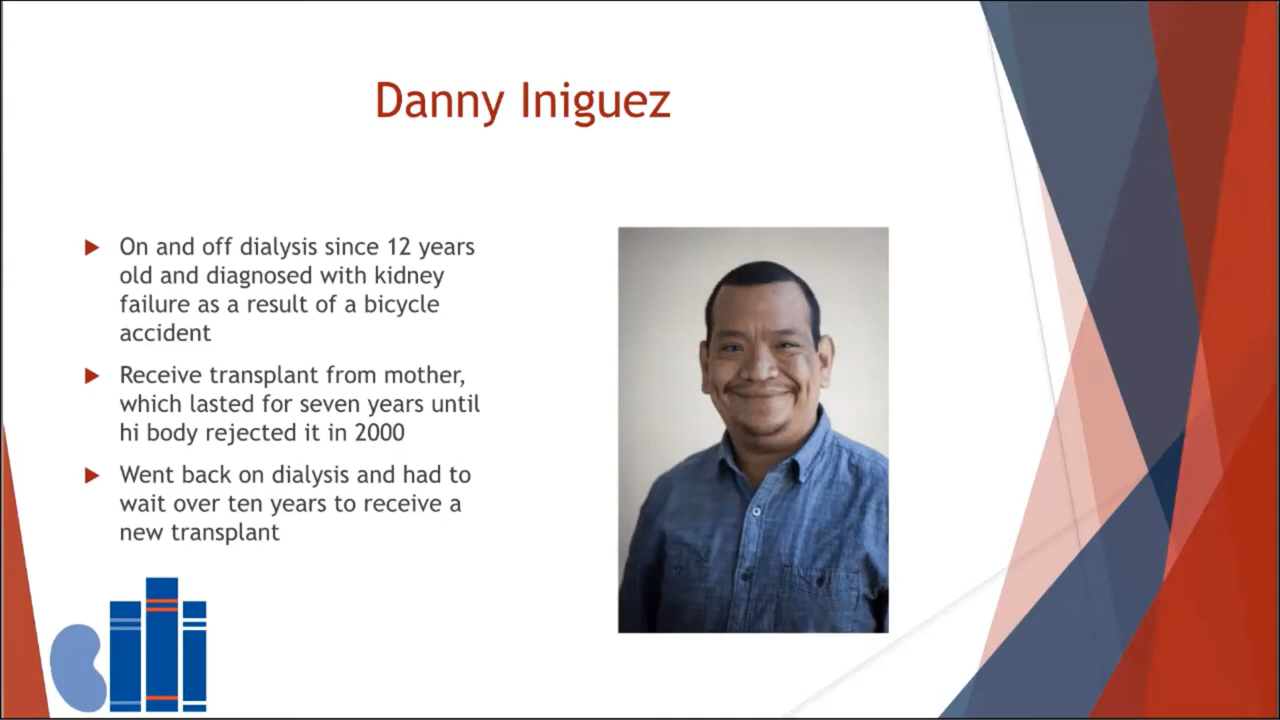 Danny Iniguez
On and off dialysis since 12 years
old and diagnosed with kidney
failure as a result of a bicycle
accident
Receive transplant from mother,
which lasted for seven years until
hi body rejected it in 2000
Went back on dialysis and had to
wait over ten years to receive a
new transplant